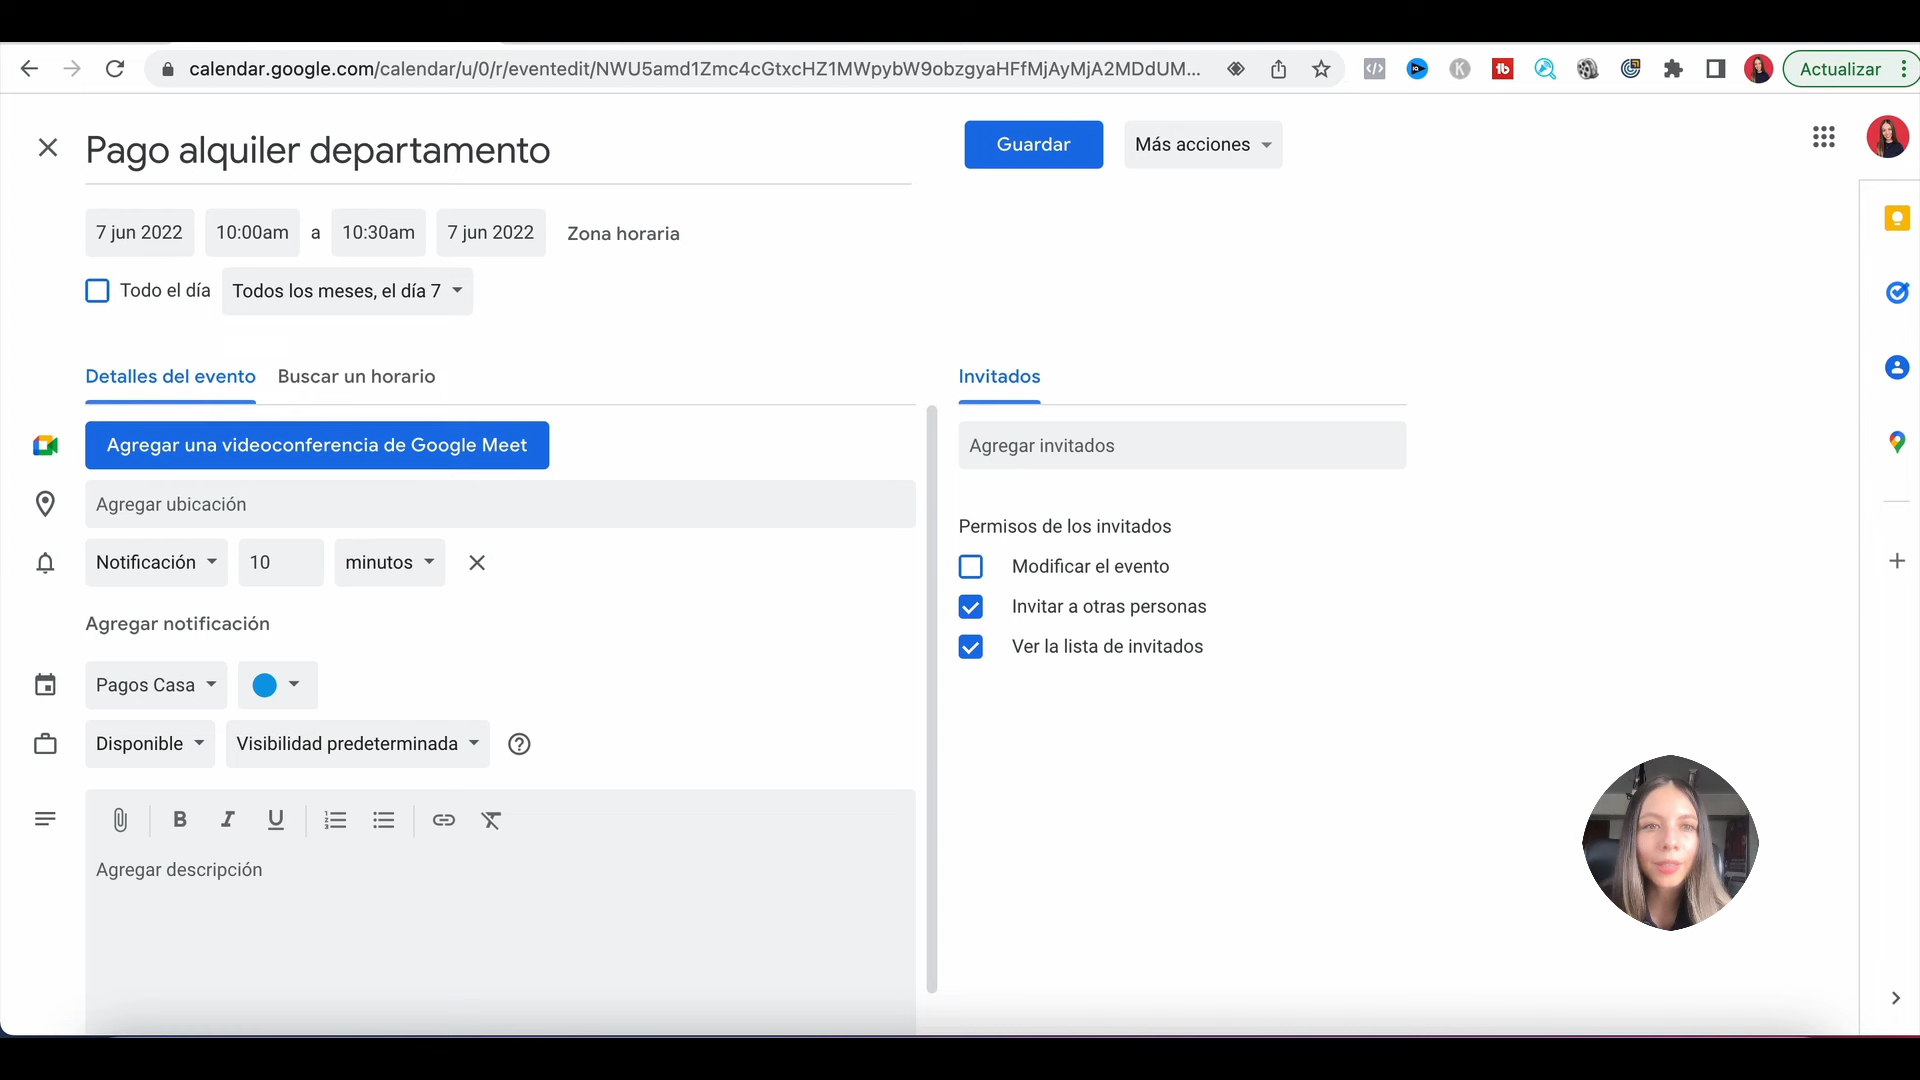 calendar.google.com/calendar/u/0/r/eventedit/NWU5amd1Zmc4cGtxcHZ1MWpybW9obzgyaHFfMjAyMjA2MDdUM...
Actualizar
Pago alquiler departamento
Guardar
Más acciones
7 jun 2022
10:00am
a
10:30am
7 jun 2022
Zona horaria
Todo el día
Todos los meses, el día 7
Detalles del evento
Buscar un horario
Invitados
Agregar una videoconferencia de Google Meet
Agregar invitados
Agregar ubicación
Permisos de los invitados
Notificación
10
minutos
Modificar el evento
Invitar a otras personas
Agregar notificación
Ver la lista de invitados
Pagos Casa
Disponible
Visibilidad predeterminada
B
I
U
Agregar descripción